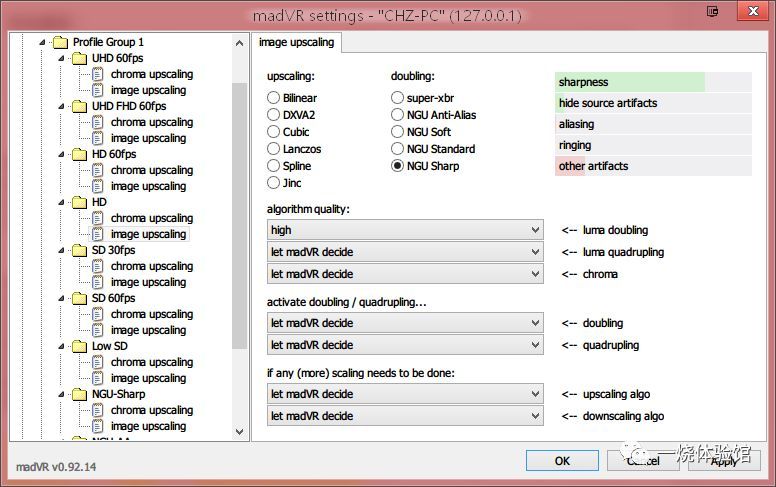 madVR settings - "CHZ-PC" (127.0.0.1)
Profile Group 1
UHD 60fps
chroma upscaling
image upscaling
UHD FHD 60fps
chroma upscaling
image upscaling
HD 60fps
chroma upscaling
image upscaling
HD
chroma upscaling
image upscaling
SD 30fps
chroma upscaling
image upscaling
SD 60fps
chroma upscaling
image upscaling
Low SD
chroma upscaling
image upscaling
NGU-Sharp
chroma upscaling
image upscaling
NGU-AA
madVR v0.92.14
image upscaling
upscaling:
Bilinear
DXVA2
Cubic
Lanczos
Spline
Jinc
doubling:
super-xbr
NGU Anti-Alias
NGU Soft
NGU Standard
NGU Sharp
sharpness
hide source artifacts
aliasing
ringing
other artifacts
algorithm quality:
high <-- luma doubling
let madVR decide <-- luma quadrupling
let madVR decide <-- chroma
activate doubling / quadrupling...
let madVR decide <-- doubling
let madVR decide <-- quadrupling
if any (more) scaling needs to be done:
let madVR decide <-- upscaling algo
let madVR decide <-- downscaling algo
OK
Cancel
Apply
一烧体验馆